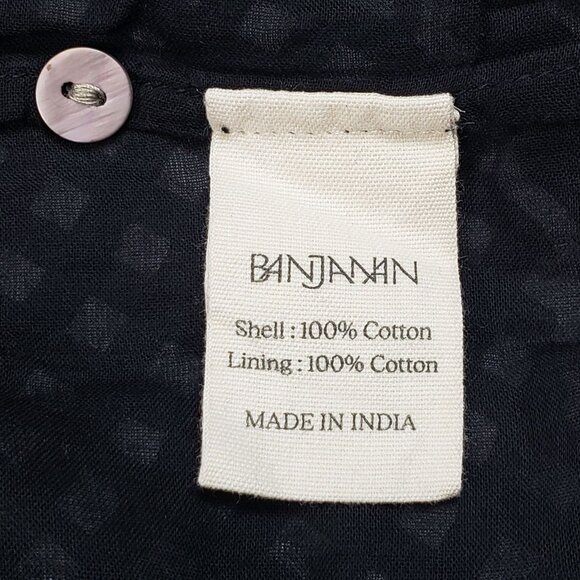 BANJANAN
Shell : 100% Cotton
Lining : 100% Cotton
MADE IN INDIA